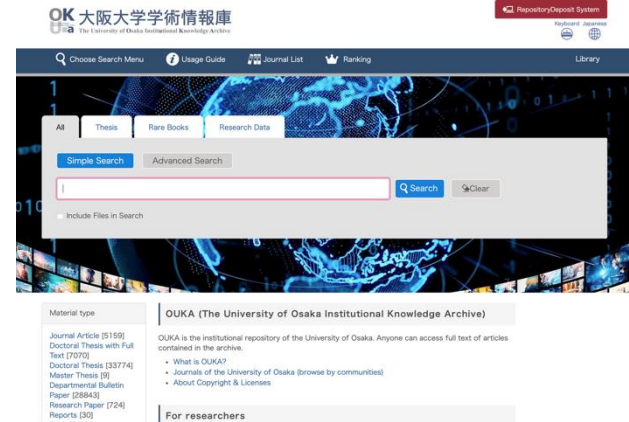 OUKA 大阪大学学術情報庫
The University of Osaka Institutional Knowledge Archive
RepositoryDeposit System
Keyboard Japanese
Choose Search Menu Usage Guide Journal List Ranking Library
All Thesis Rare Books Research Data
Simple Search Advanced Search
Search Clear
Include Files in Search
Material type
Journal Article [5159]
Doctoral Thesis with Full
Text [7070]
Doctoral Thesis [33774]
Master Thesis [9]
Departmental Bulletin
Paper [28843]
Research Paper [724]
Reports [30]
OUKA (The University of Osaka Institutional Knowledge Archive)
OUKA is the institutional repository of the University of Osaka. Anyone can access full text of articles
contained in the archive.
• What is OUKA?
• Journals of the University of Osaka (browse by communities)
• About Copyright & Licenses
For researchers